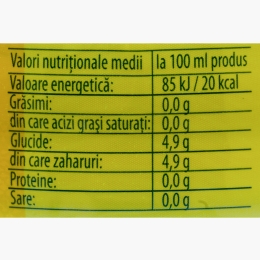 Valori nutriționale medii la 100 ml produs
Valoare energetică: 85 kJ / 20 kcal
Grăsimi: 0,0 g
din care acizi grași saturați: 0,0 g
Glucide: 4,9 g
din care zaharuri: 4,9 g
Proteine: 0,0 g
Sare: 0,0 g